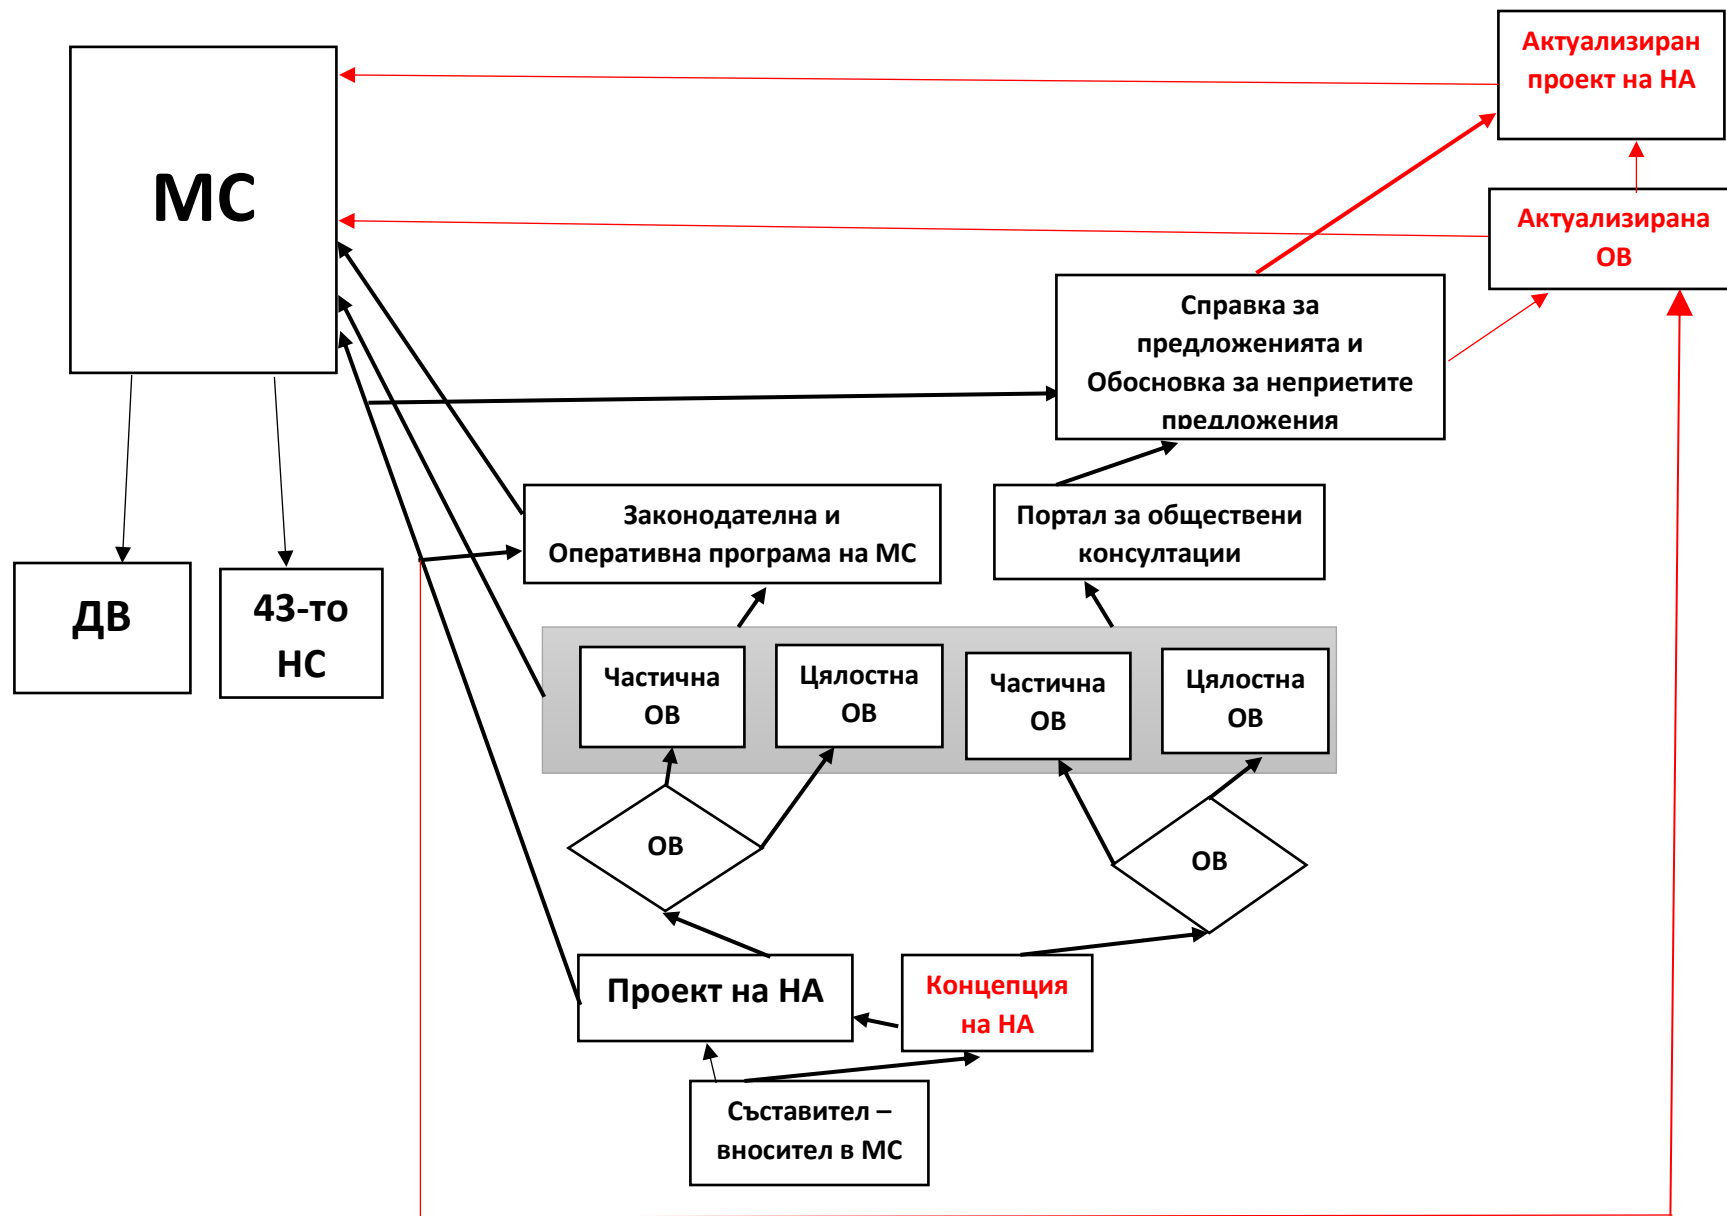 Актуализиран
проект на НА
МС
Актуализирана
ОВ
Справка за
предложенията и
Обосновка за неприетите
предложения
Законодателна и
Оперативна програма на МС
Портал за обществени
консултации
ДВ
43-то
НС
Частична
ОВ
Цялостна
ОВ
Частична
ОВ
Цялостна
ОВ
ОВ
ОВ
Проект на НА
Концепция
на НА
Съставител –
вносител в МС